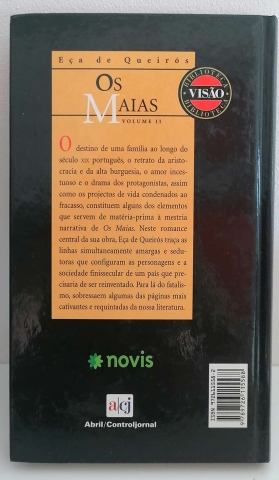 Eça de Queirós
BIBLIOTECA
VISÃO
BIBLIOTECA
Os
Maias
VOLUME II
O destino de uma família ao longo do
século XIX português, o retrato da aristo-
cracia e da alta burguesia, o amor inces-
tuoso e o drama dos protagonistas, assim
como os projectos de vida condenados ao
fracasso, constituem alguns dos elementos
que servem de matéria-prima à mestria
narrativa de Os Maias. Neste romance
central da sua obra, Eça de Queirós traça as
linhas simultaneamente amargas e sedu-
toras que configuram as personagens e a
sociedade finissecular de um país que pre-
cisaria de ser reinventado. Para lá do fatalis-
mo, sobressaem algumas das páginas mais
cativantes e requintadas da nossa literatura.
novis
a|cj
Abril/Controljornal